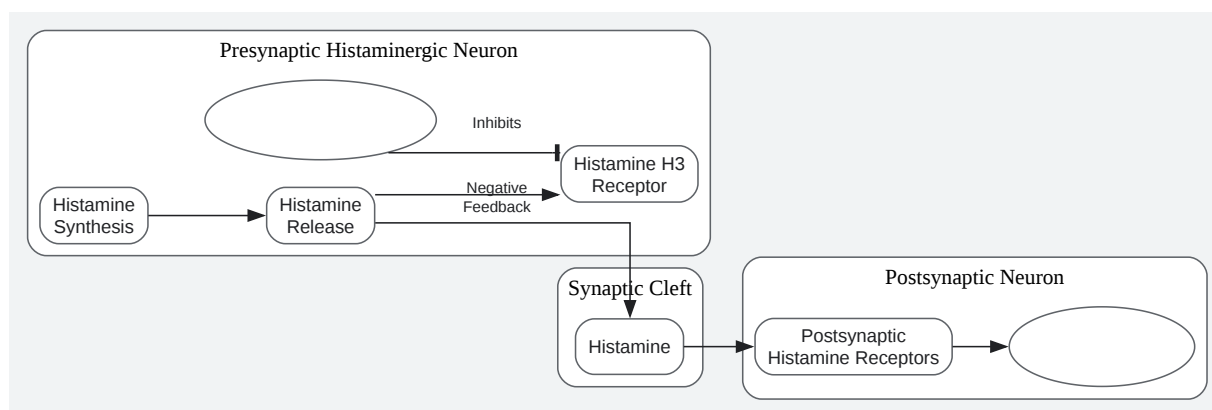 Presynaptic Histaminergic Neuron
Inhibits
Histamine H3
Receptor
Histamine
Synthesis
Histamine
Release
Negative
Feedback
Synaptic Cleft
Histamine
Postsynaptic Neuron
Postsynaptic
Histamine Receptors